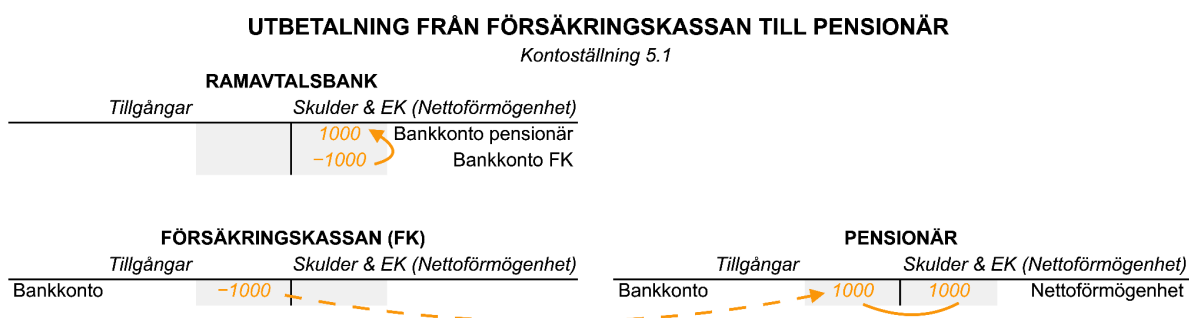 UTBETALNING FRÅN FÖRSÄKRINGSKASSAN TILL PENSIONÄR
Kontoställning 5.1
RAMAVTALSBANK
Tillgångar Skulder & EK (Nettoförmögenhet)
1000 Bankkonto pensionär
−1000 Bankkonto FK
FÖRSÄKRINGSKASSAN (FK)
Tillgångar Skulder & EK (Nettoförmögenhet)
Bankkonto −1000
PENSIONÄR
Tillgångar Skulder & EK (Nettoförmögenhet)
Bankkonto 1000 1000 Nettoförmögenhet